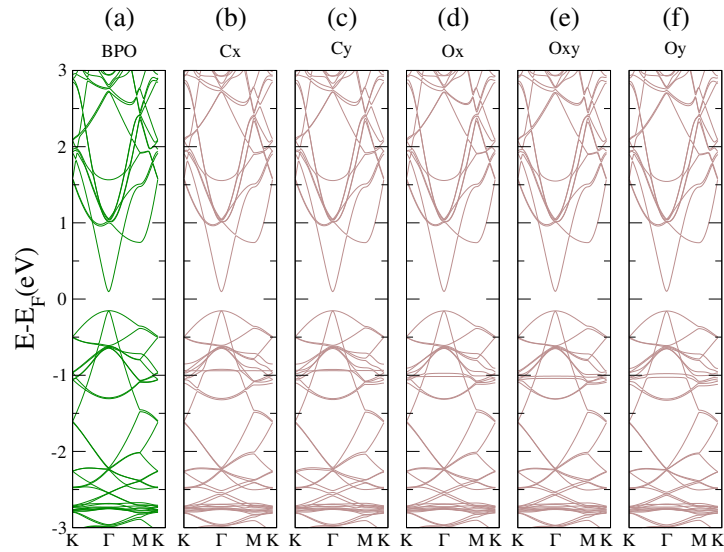 (a) (b) (c) (d) (e) (f)
BPO Cx Cy Ox Oxy Oy
E-E_F(eV)
3
2
1
0
-1
-2
-3
K Γ M K K Γ M K K Γ M K K Γ M K K Γ M K K Γ M K